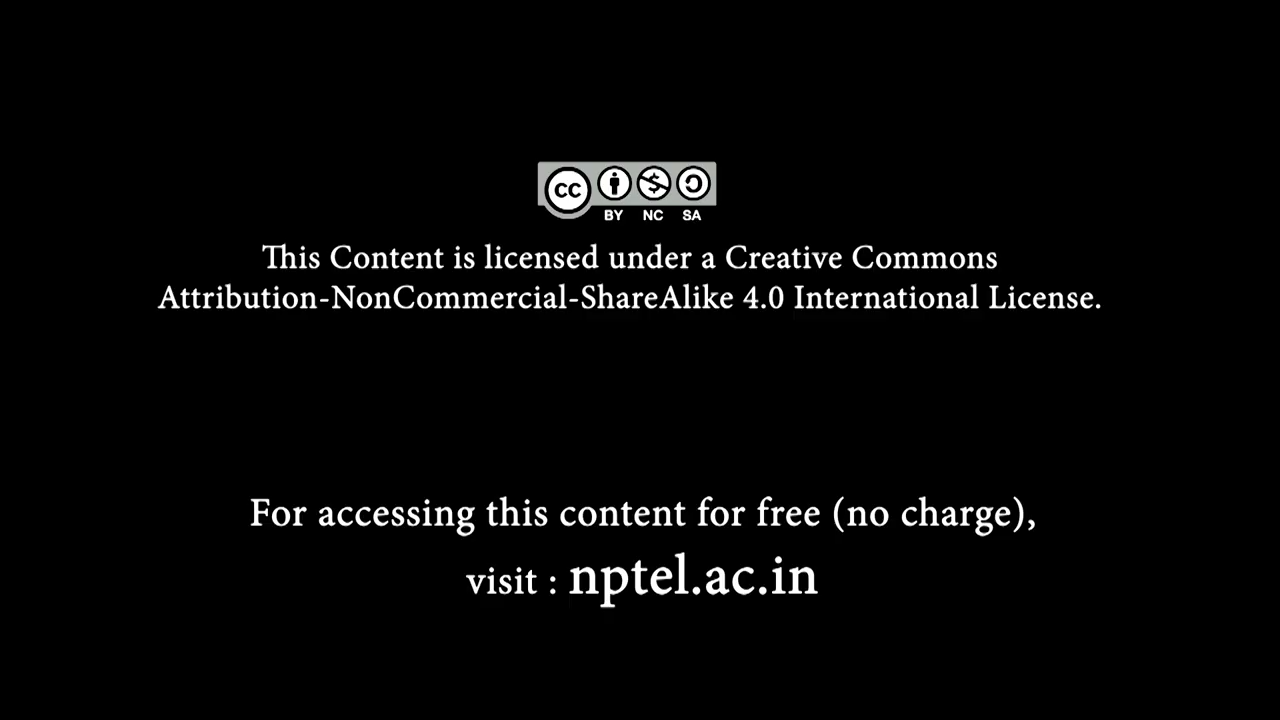 CC BY NC SA
This Content is licensed under a Creative Commons
Attribution-NonCommercial-ShareAlike 4.0 International License.
For accessing this content for free (no charge),
visit : nptel.ac.in